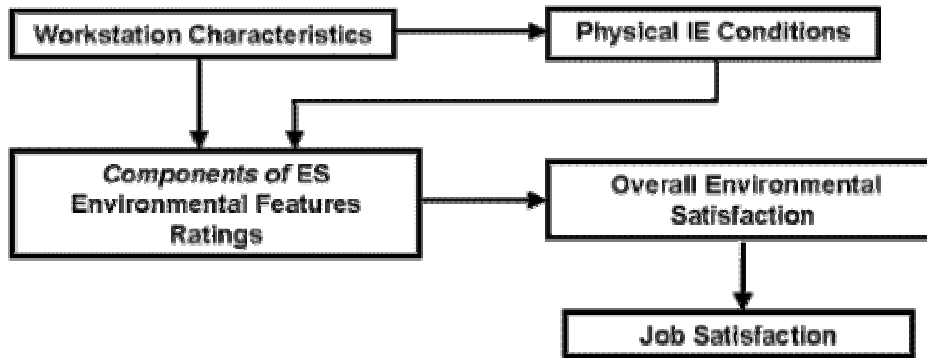 Workstation Characteristics
Physical IE Conditions
Components of ES
Environmental Features
Ratings
Overall Environmental
Satisfaction
Job Satisfaction